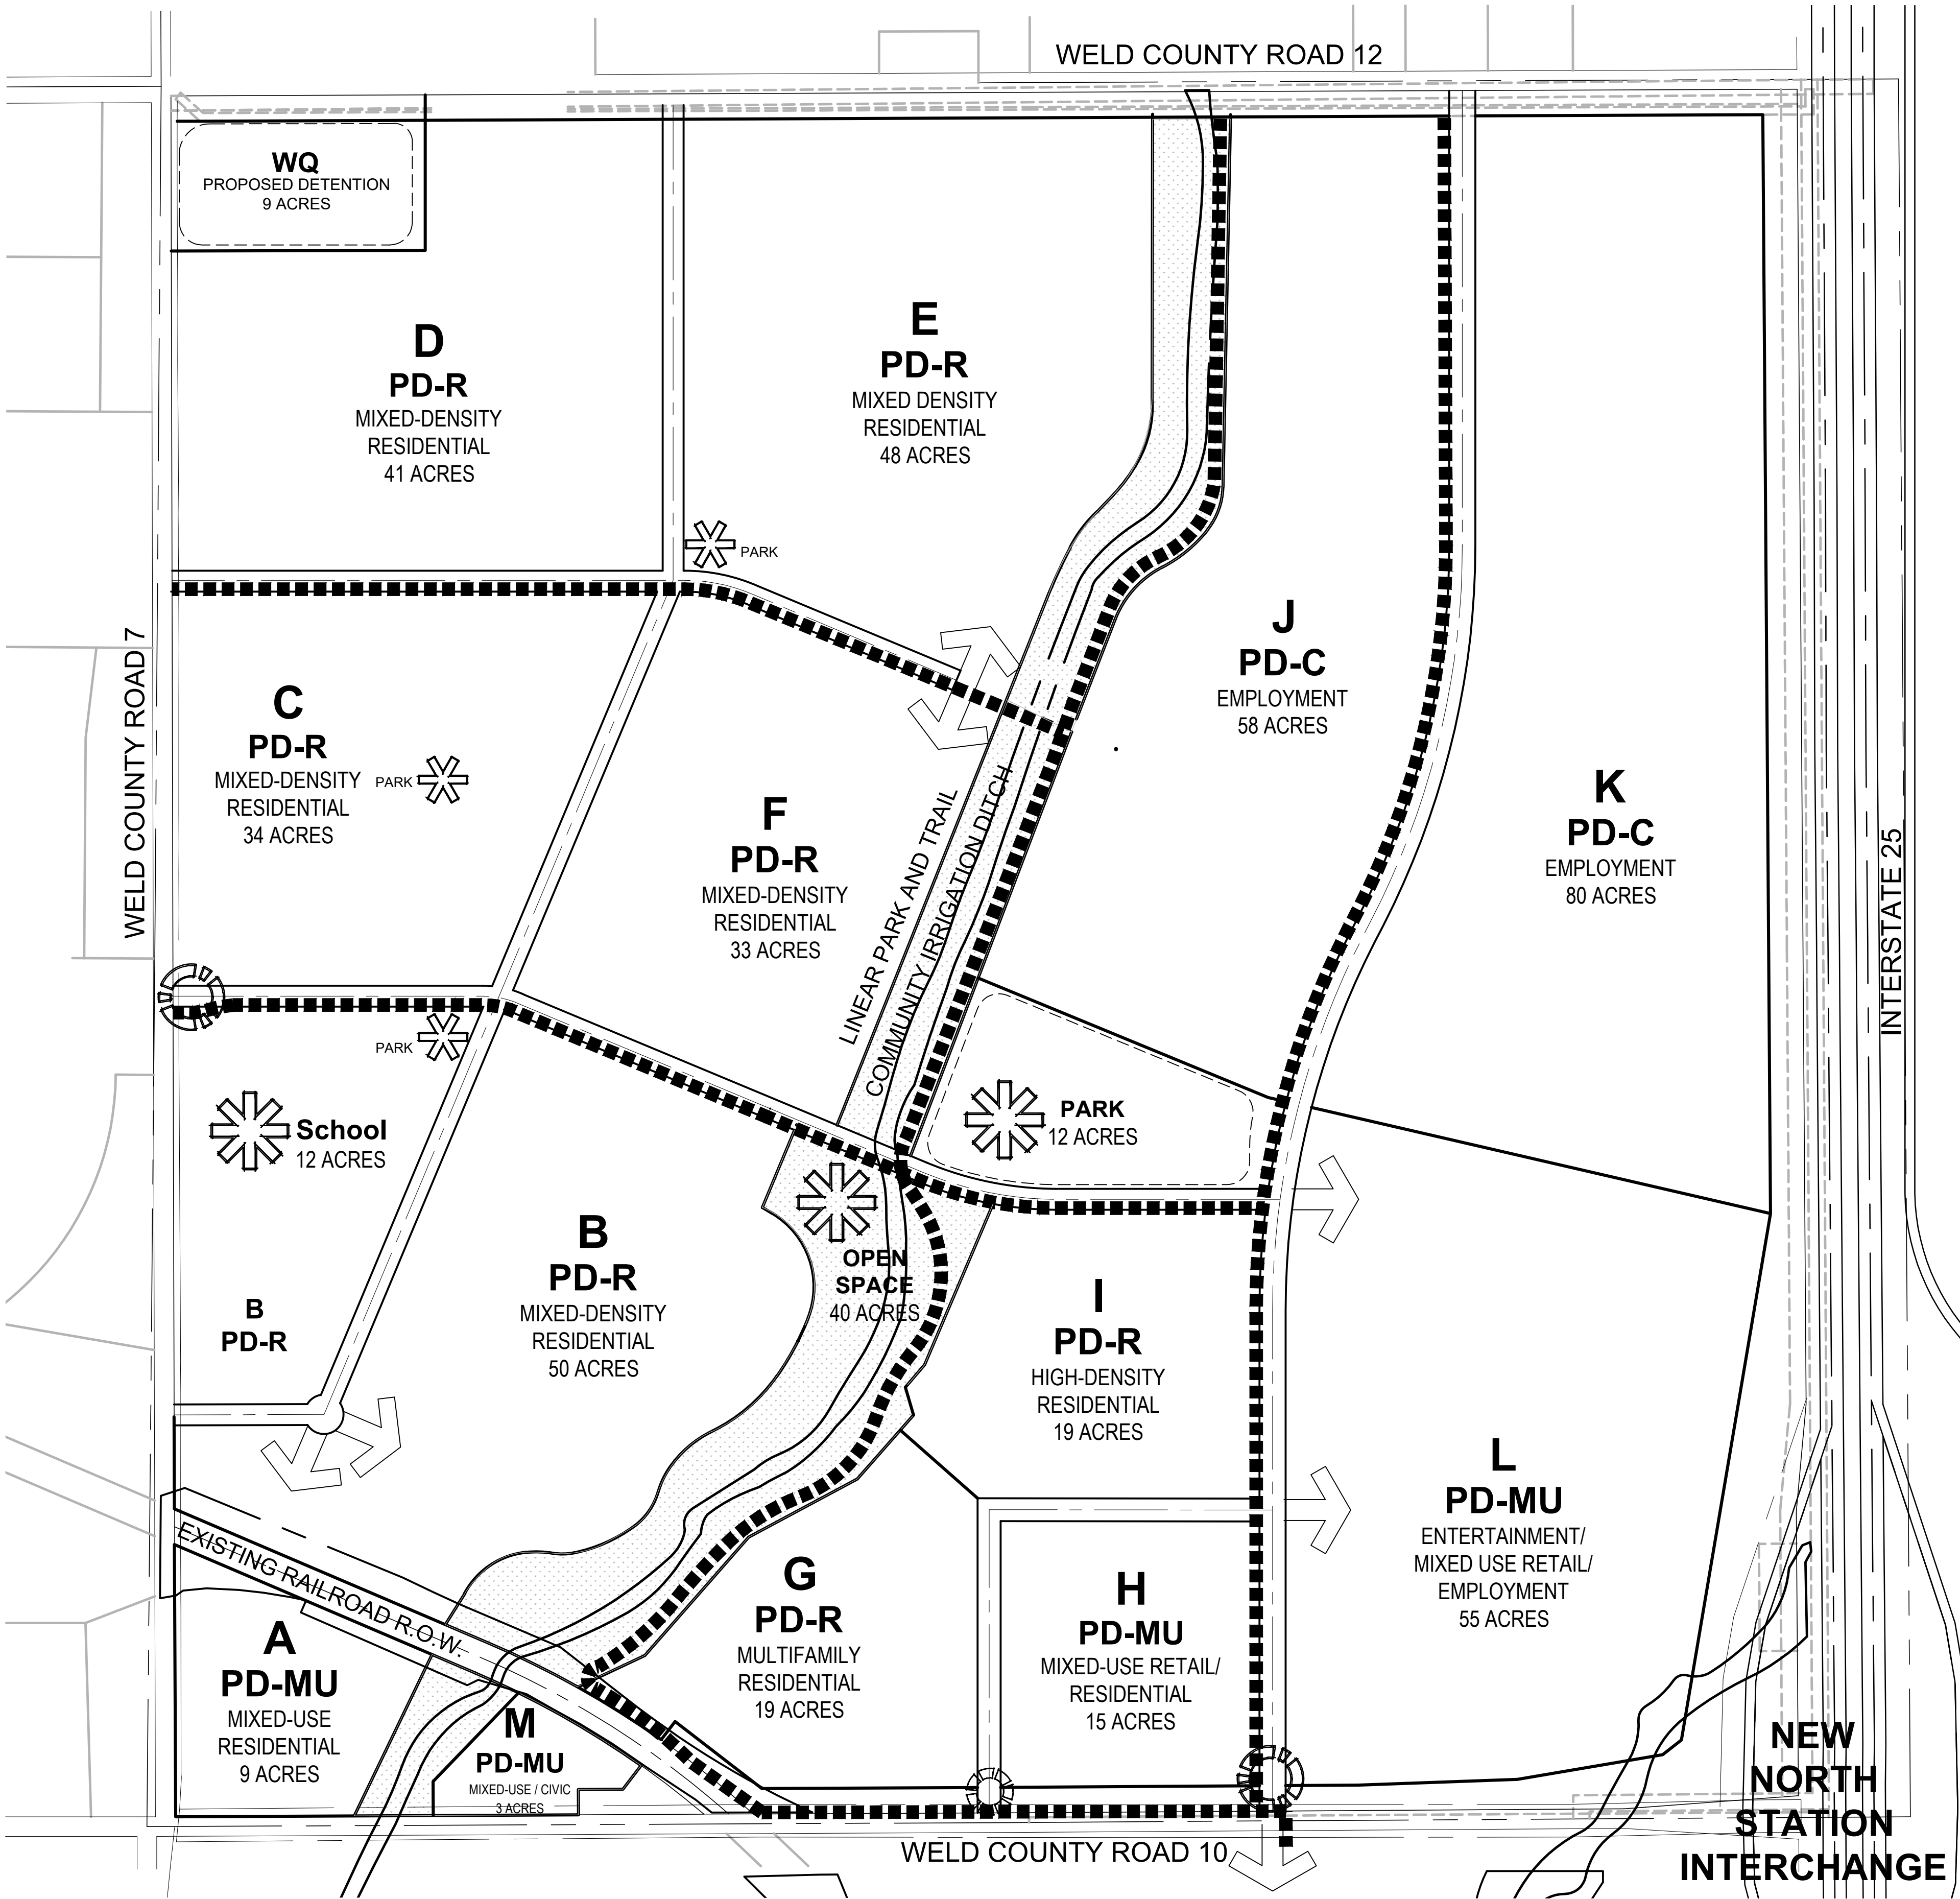 WELD COUNTY ROAD 12
WQ
PROPOSED DETENTION
9 ACRES
D
PD-R
MIXED-DENSITY
RESIDENTIAL
41 ACRES
E
PD-R
MIXED DENSITY
RESIDENTIAL
48 ACRES
PARK
WELD COUNTY ROAD 7
C
PD-R
MIXED-DENSITY
RESIDENTIAL
34 ACRES
PARK
F
PD-R
MIXED-DENSITY
RESIDENTIAL
33 ACRES
LINEAR PARK AND TRAIL
COMMUNITY IRRIGATION DITCH
J
PD-C
EMPLOYMENT
58 ACRES
K
PD-C
EMPLOYMENT
80 ACRES
INTERSTATE 25
PARK
School
12 ACRES
PARK
12 ACRES
B
PD-R
MIXED-DENSITY
RESIDENTIAL
50 ACRES
OPEN
SPACE
40 ACRES
B
PD-R
I
PD-R
HIGH-DENSITY
RESIDENTIAL
19 ACRES
L
PD-MU
ENTERTAINMENT/
MIXED USE RETAIL/
EMPLOYMENT
55 ACRES
EXISTING RAILROAD R.O.W.
A
PD-MU
MIXED-USE
RESIDENTIAL
9 ACRES
M
PD-MU
MIXED-USE / CIVIC
3 ACRES
G
PD-R
MULTIFAMILY
RESIDENTIAL
19 ACRES
H
PD-MU
MIXED-USE RETAIL/
RESIDENTIAL
15 ACRES
WELD COUNTY ROAD 10
NEW
NORTH
STATION
INTERCHANGE